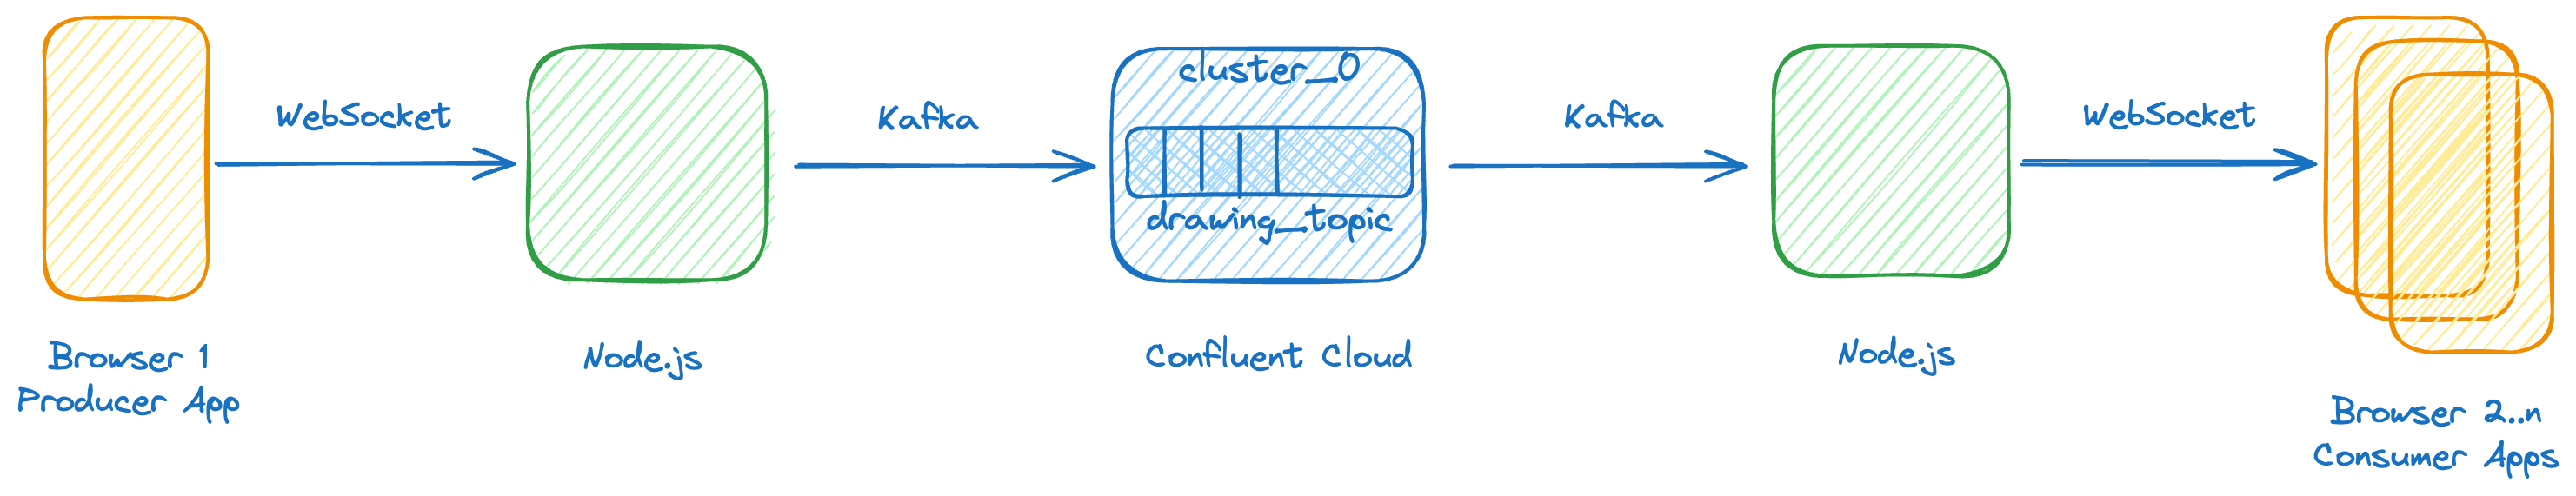 WebSocket
Kafka
cluster_0
drawing_topic
Kafka
WebSocket
Browser 1
Producer App
Node.js
Confluent Cloud
Node.js
Browser 2..n
Consumer Apps